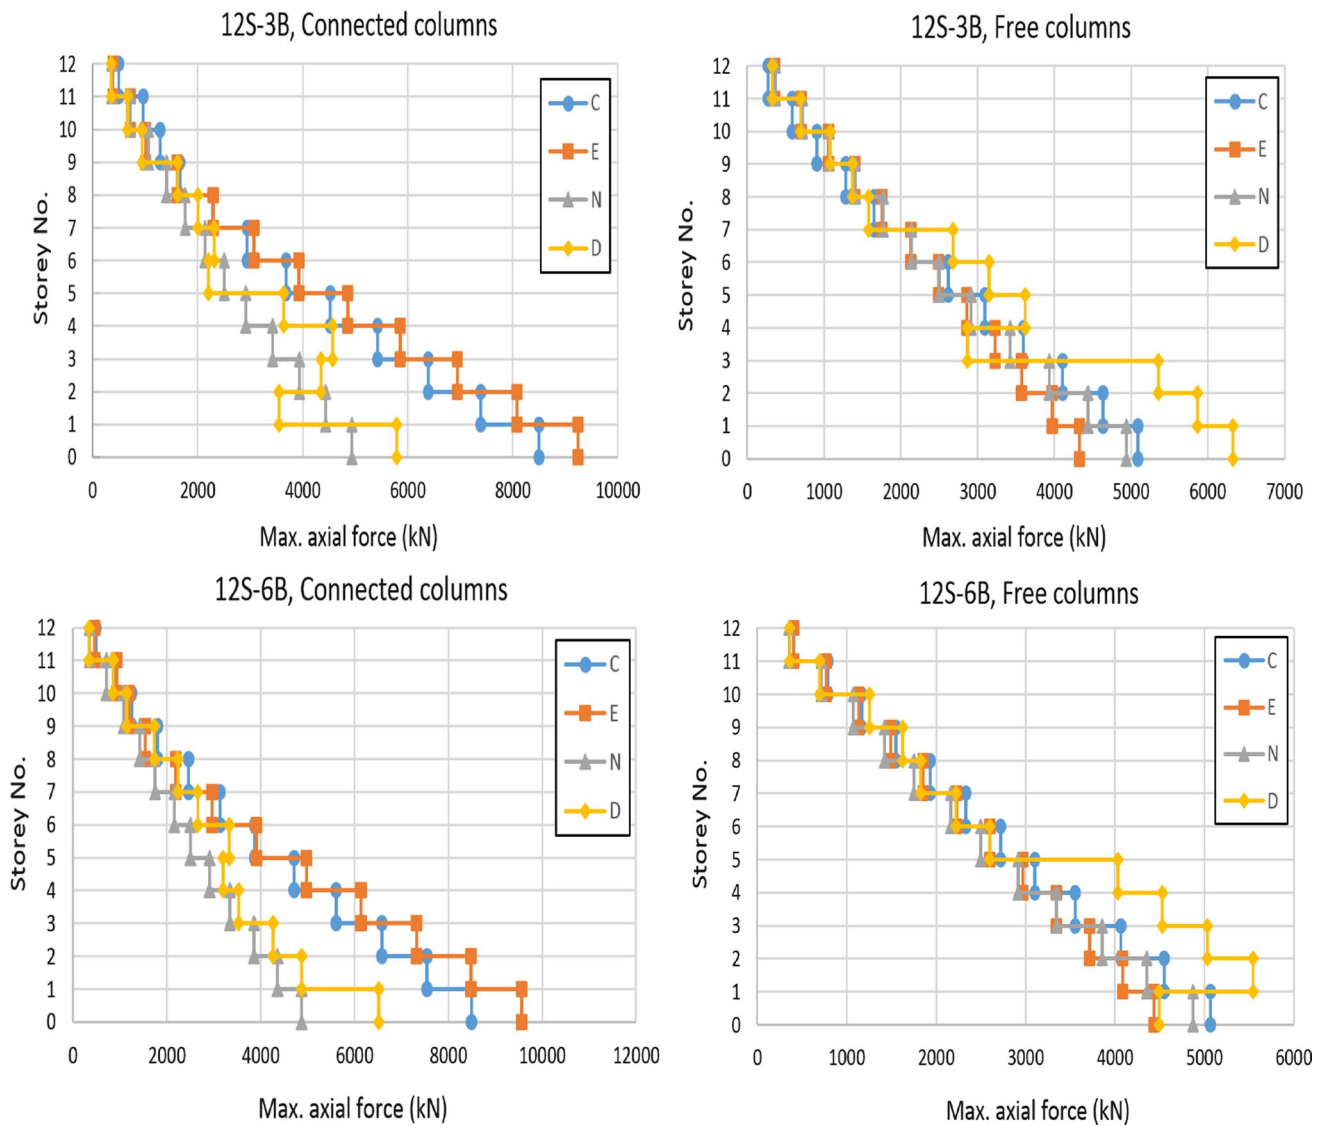 12S-3B, Connected columns
12
11
10
9
8
7
6
5
4
3
2
1
0
Storey No.
0 2000 4000 6000 8000 10000
Max. axial force (kN)
C
E
N
D
12S-3B, Free columns
12
11
10
9
8
7
6
5
4
3
2
1
0
Storey No.
0 1000 2000 3000 4000 5000 6000 7000
Max. axial force (kN)
C
E
N
D
12S-6B, Connected columns
12
11
10
9
8
7
6
5
4
3
2
1
0
Storey No.
0 2000 4000 6000 8000 10000 12000
Max. axial force (kN)
C
E
N
D
12S-6B, Free columns
12
11
10
9
8
7
6
5
4
3
2
1
0
Storey No.
0 1000 2000 3000 4000 5000 6000
Max. axial force (kN)
C
E
N
D